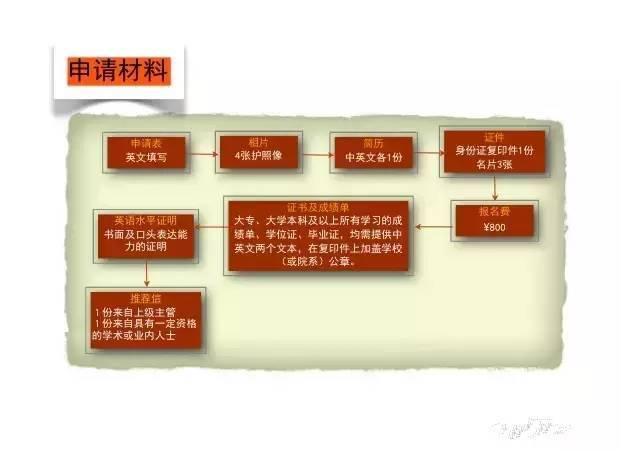 申请材料
申请表
英文填写
相片
4张护照像
简历
中英文各1份
证件
身份证复印件1份
名片3张
报名费
¥800
证书及成绩单
大专、大学本科及以上所有学习的成
绩单、学位证、毕业证，均需提供中
英文两个文本，在复印件上加盖学校
（或院系）公章。
英语水平证明
书面及口头表达能
力的证明
推荐信
1份来自上级主管
1份来自具有一定资格
的学术或业内人士